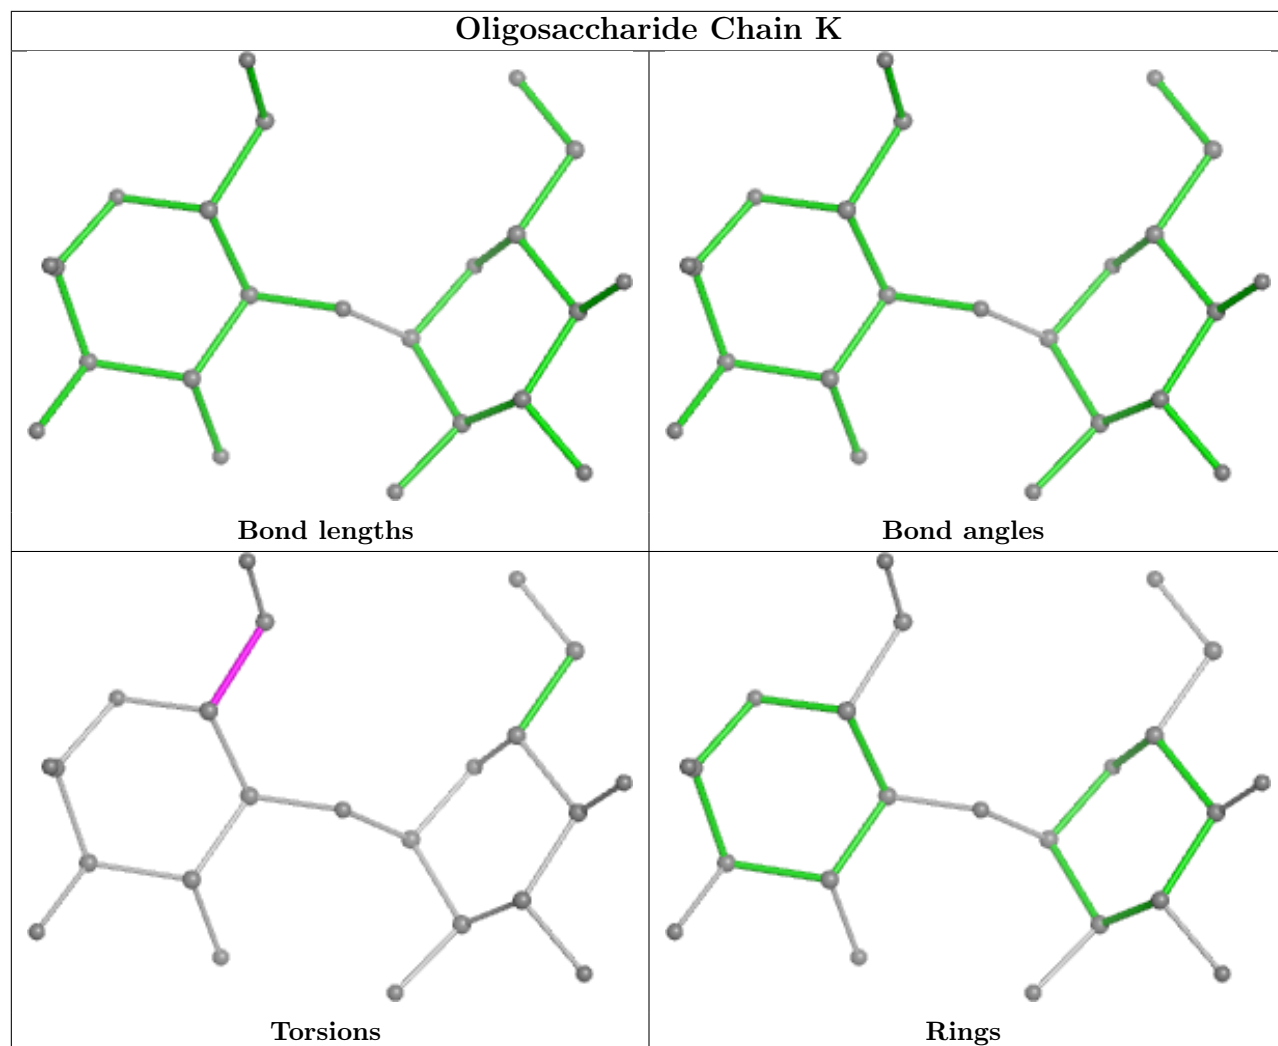 Oligosaccharide Chain K
Bond lengths
Bond angles
Torsions
Rings